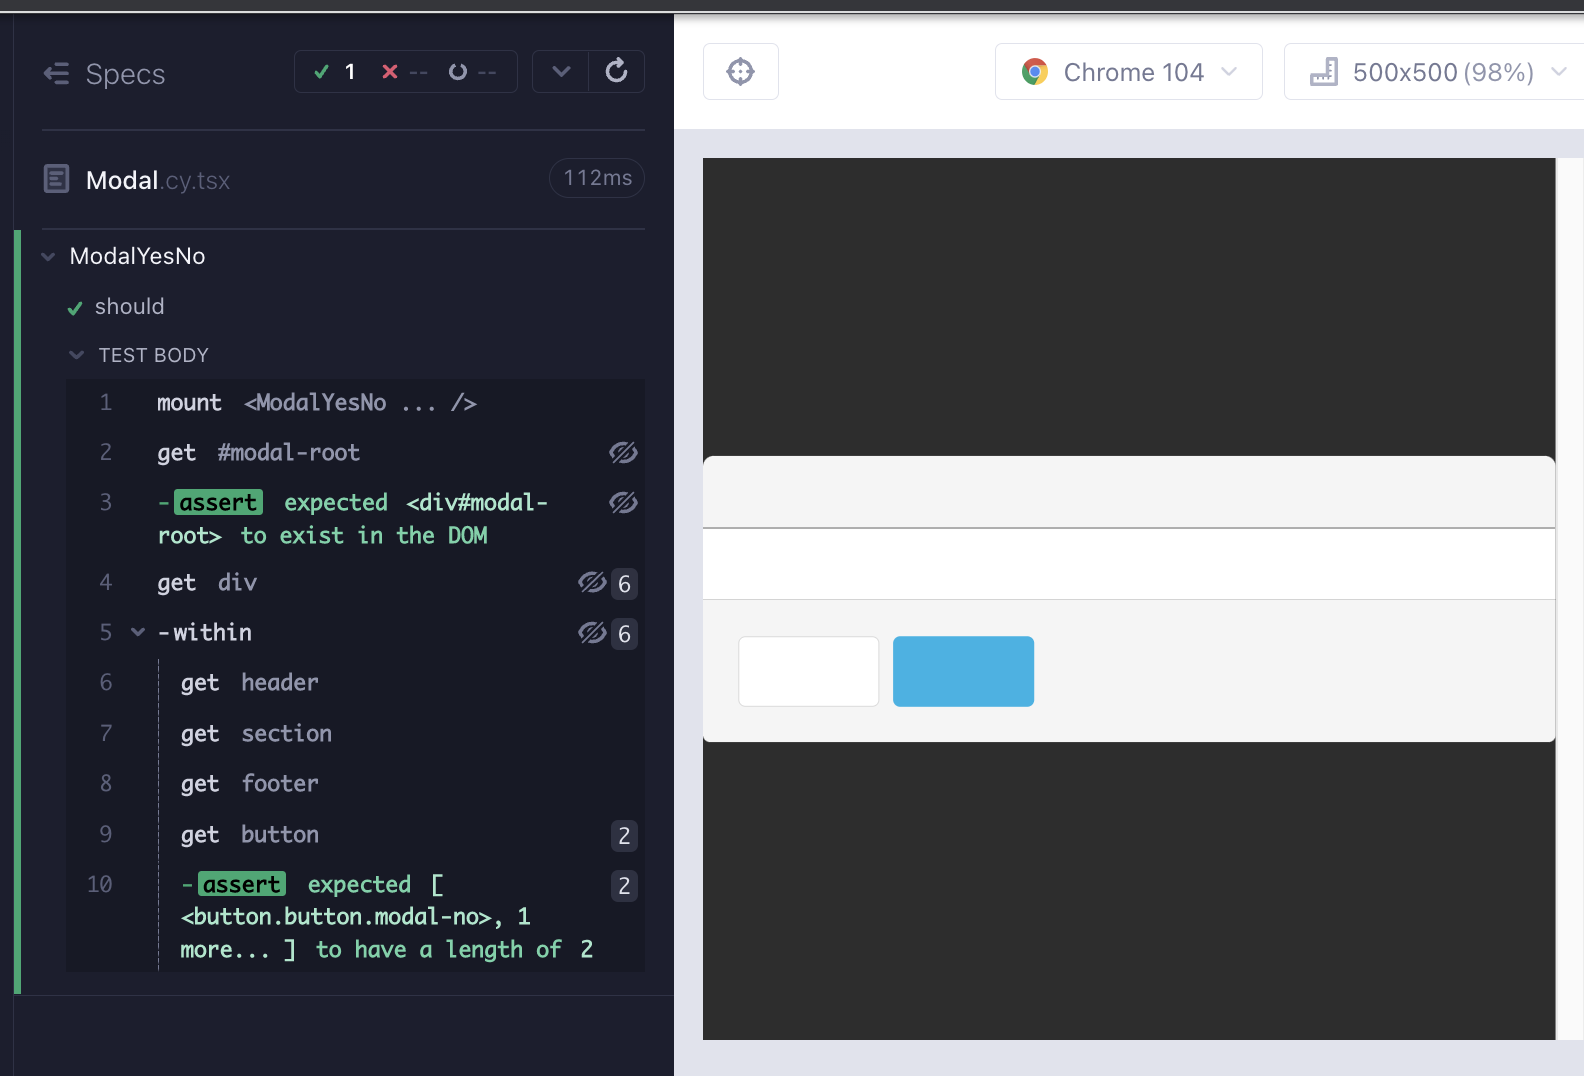 Specs
1 -- --
Chrome 104
500x500 (98%)
Modal.cy.tsx
112ms
ModalYesNo
should
TEST BODY
1 mount <ModalYesNo ... />
2 get #modal-root
3 -assert expected <div#modal-
root> to exist in the DOM
4 get div 6
5 -within 6
6 get header
7 get section
8 get footer
9 get button 2
10 -assert expected [ 2
<button.button.modal-no>, 1
more... ] to have a length of 2